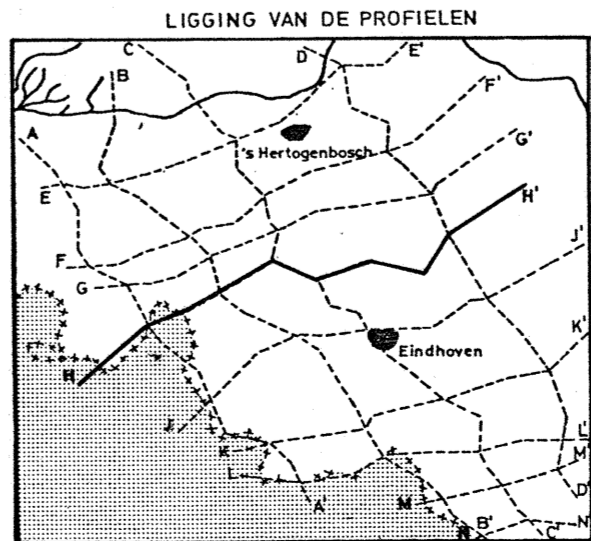 LIGGING VAN DE PROFIELEN
C
D
E'
B
F'
A
G'
's Hertogenbosch
E
H'
J'
F
G
K'
Eindhoven
H
J
L'
K
M'
L
D'
A'
M
N
B'
C'
N'